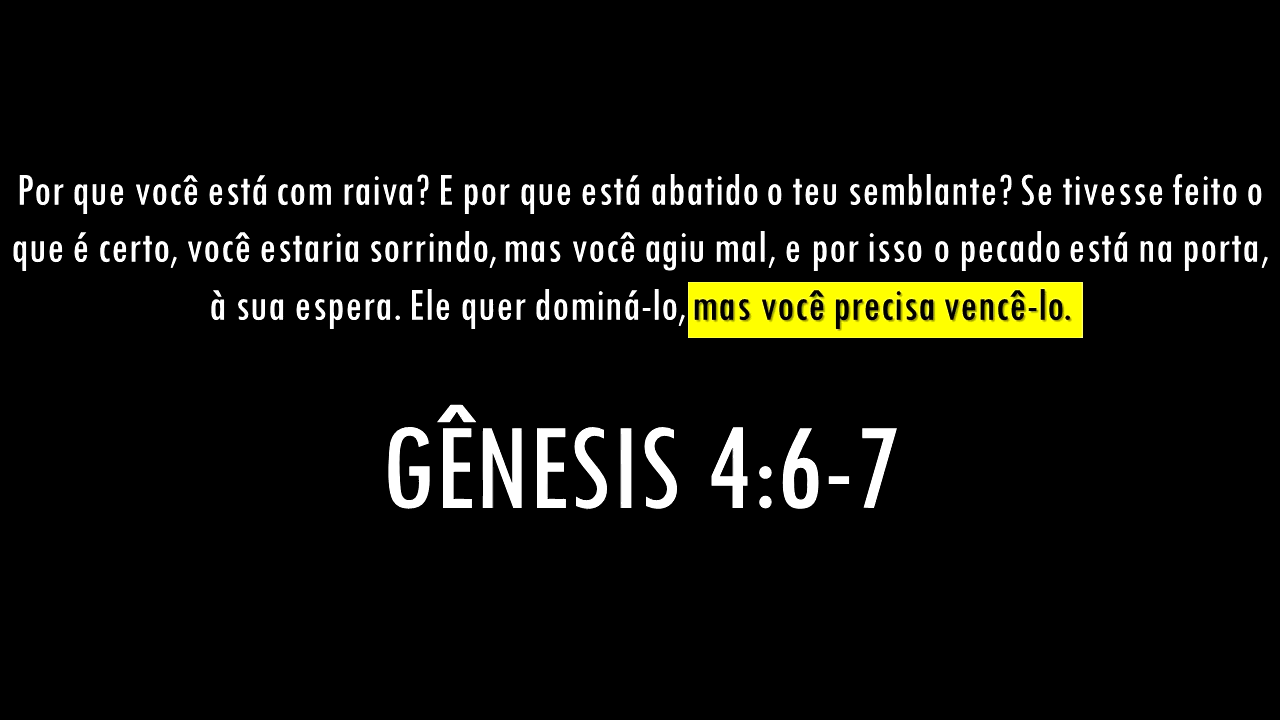 Por que você está com raiva? E por que está abatido o teu semblante? Se tivesse feito o
que é certo, você estaria sorrindo, mas você agiu mal, e por isso o pecado está na porta,
à sua espera. Ele quer dominá-lo, mas você precisa vencê-lo.
GÊNESIS 4:6-7